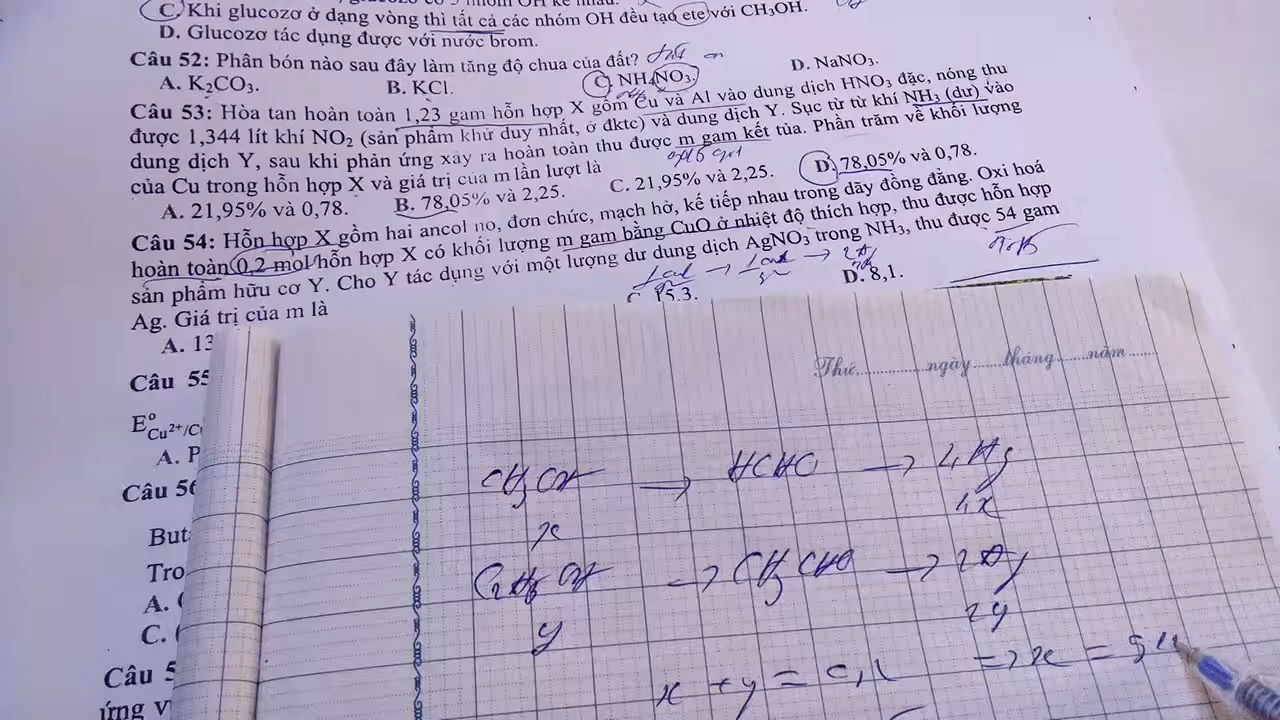 C. Khi glucozơ ở dạng vòng thì tất cả các nhóm OH đều tạo ete với CH₃OH.
D. Glucozơ tác dụng được với nước brom.
Câu 52: Phân bón nào sau đây làm tăng độ chua của đất?
A. K₂CO₃. B. KCl. C. NH₄NO₃. D. NaNO₃.
Câu 53: Hòa tan hoàn toàn 1,23 gam hỗn hợp X gồm Cu và Al vào dung dịch HNO₃ đặc, nóng thu
được 1,344 lít khí NO₂ (sản phẩm khử duy nhất, ở đktc) và dung dịch Y. Sục từ từ khí NH₃ (dư) vào
dung dịch Y, sau khi phản ứng xảy ra hoàn toàn thu được m gam kết tủa. Phần trăm về khối lượng
của Cu trong hỗn hợp X và giá trị của m lần lượt là
A. 21,95% và 0,78. B. 78,05% và 2,25. C. 21,95% và 2,25. D. 78,05% và 0,78.
Câu 54: Hỗn hợp X gồm hai ancol no, đơn chức, mạch hở, kế tiếp nhau trong dãy đồng đẳng. Oxi hoá
hoàn toàn 0,2 mol hỗn hợp X có khối lượng m gam bằng CuO ở nhiệt độ thích hợp, thu được hỗn hợp
sản phẩm hữu cơ Y. Cho Y tác dụng với một lượng dư dung dịch AgNO₃ trong NH₃, thu được 54 gam
Ag. Giá trị của m là
A. 13 C. 15,3. D. 8,1.
Câu 55
E°Cu²⁺/C
A. P
Câu 56
But
Tro
A.
C.
Câu 5
ứng v
Thứ ngày tháng năm
CH₃OH → HCHO → 4Ag
x 4x
C₂H₅OH → CH₃CHO → 2Ag
y 2y
x + y = 0,2 => x =